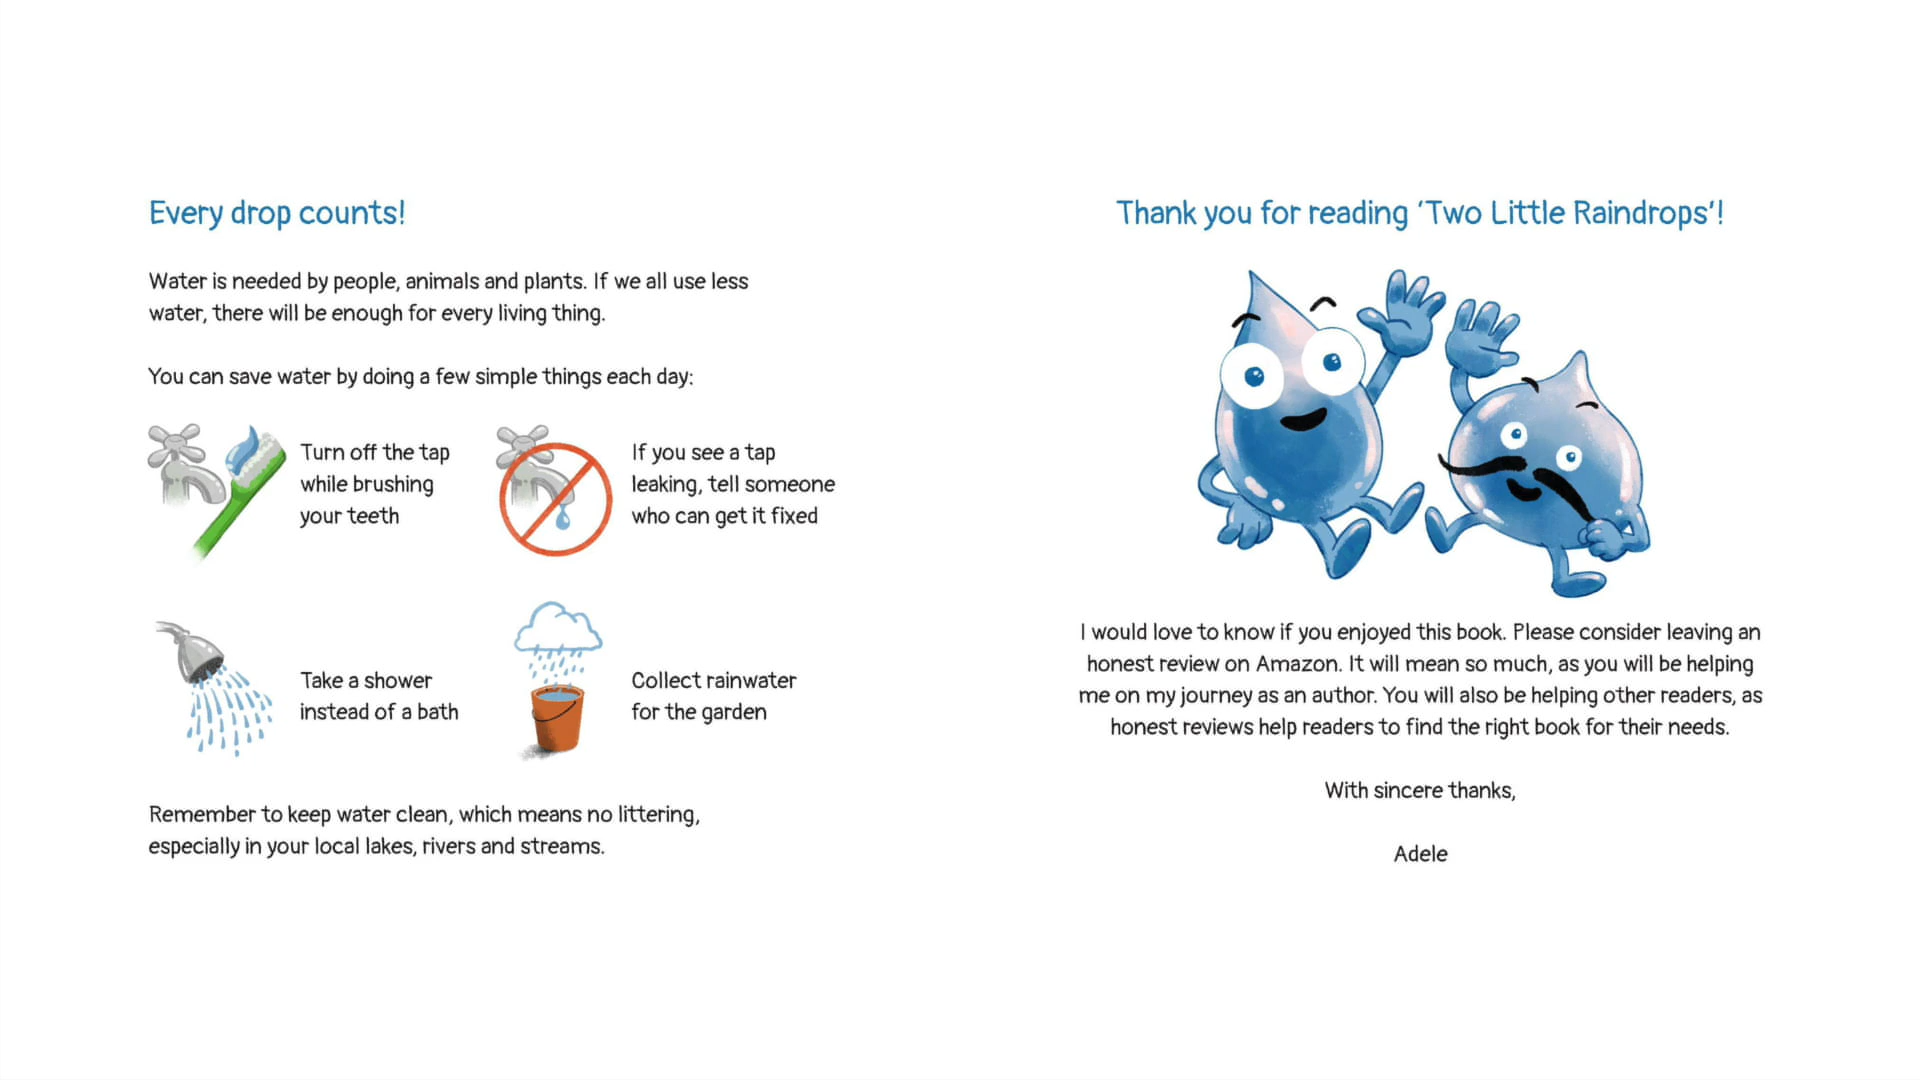 Every drop counts!
Water is needed by people, animals and plants. If we all use less
water, there will be enough for every living thing.
You can save water by doing a few simple things each day:
Turn off the tap
while brushing
your teeth
If you see a tap
leaking, tell someone
who can get it fixed
Take a shower
instead of a bath
Collect rainwater
for the garden
Remember to keep water clean, which means no littering,
especially in your local lakes, rivers and streams.
Thank you for reading ‘Two Little Raindrops’!
I would love to know if you enjoyed this book. Please consider leaving an
honest review on Amazon. It will mean so much, as you will be helping
me on my journey as an author. You will also be helping other readers, as
honest reviews help readers to find the right book for their needs.
With sincere thanks,
Adele